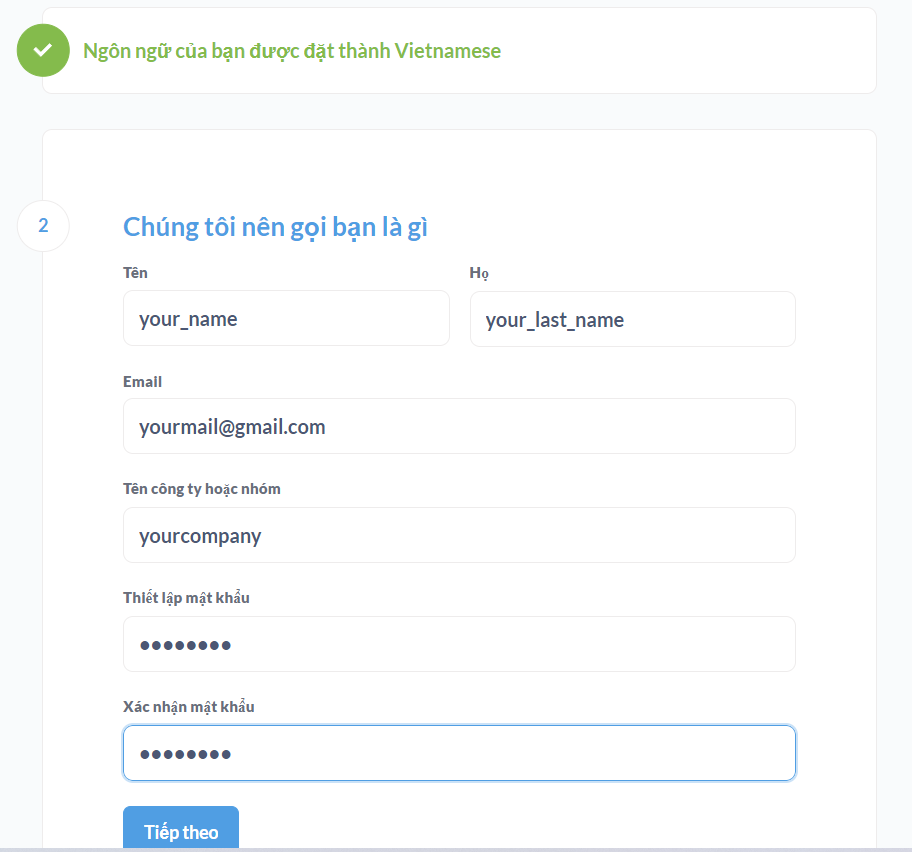 Ngôn ngữ của bạn được đặt thành Vietnamese
2
Chúng tôi nên gọi bạn là gì
Tên
Họ
your_name
your_last_name
Email
yourmail@gmail.com
Tên công ty hoặc nhóm
yourcompany
Thiết lập mật khẩu
••••••••
Xác nhận mật khẩu
••••••••
Tiếp theo